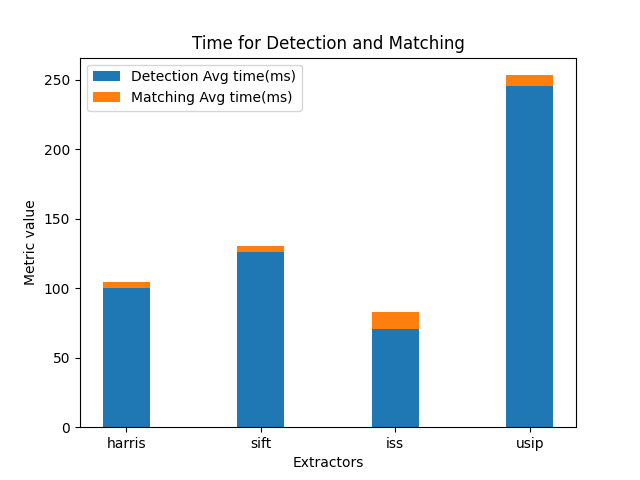 Time for Detection and Matching
Detection Avg time(ms)
Matching Avg time(ms)
Metric value
250
200
150
100
50
0
harris sift iss usip
Extractors